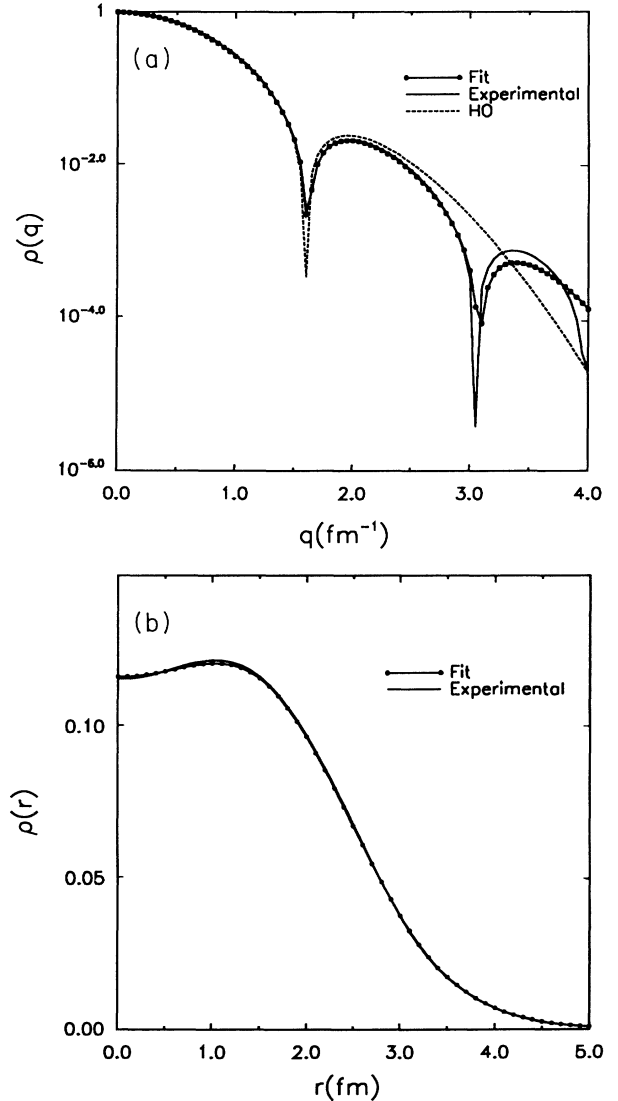 1
(a)
Fit
Experimental
HO
10^-2.0
ρ(q)
10^-4.0
10^-6.0
0.0 1.0 2.0 3.0 4.0
q(fm⁻¹)
(b)
Fit
Experimental
0.10
ρ(r)
0.05
0.00
0.0 1.0 2.0 3.0 4.0 5.0
r(fm)